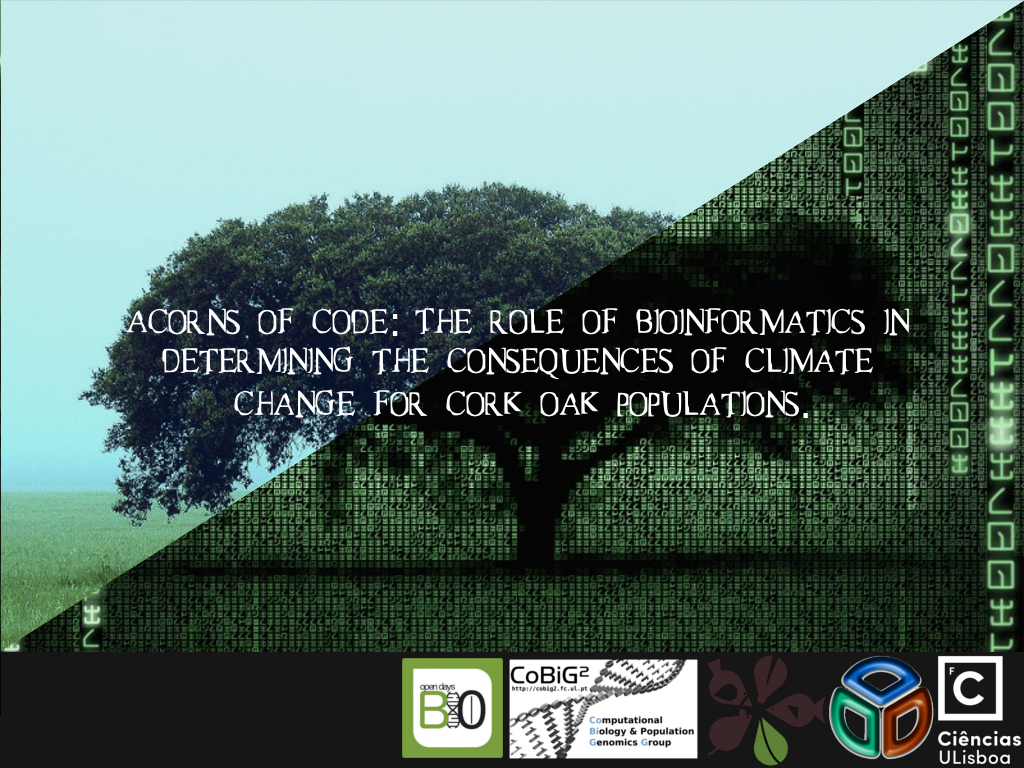 ACORNS OF CODE: THE ROLE OF BIOINFORMATICS IN
DETERMINING THE CONSEQUENCES OF CLIMATE
CHANGE FOR CORK OAK POPULATIONS.
open days
BIO
CoBiG²
http://cobig2.fc.ul.pt
Computational
Biology & Population
Genomics Group
F
C
Ciências
ULisboa